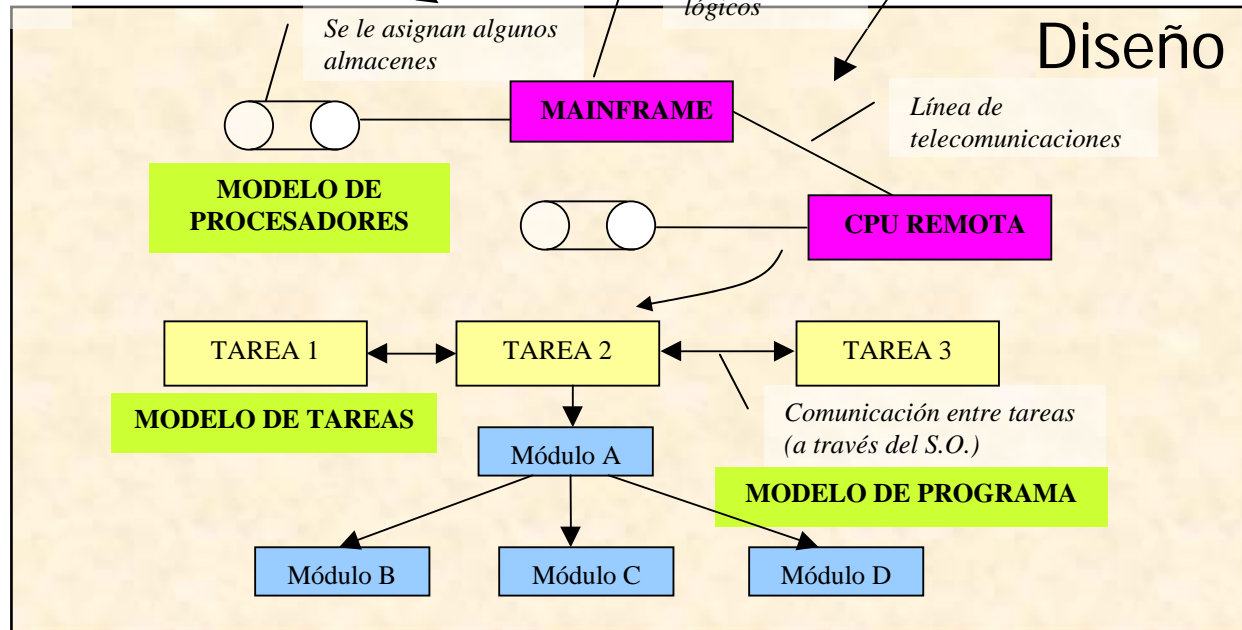 lógicos
Se le asignan algunos
almacenes
Diseño
MAINFRAME
Línea de
telecomunicaciones
MODELO DE
PROCESADORES
CPU REMOTA
TAREA 1
TAREA 2
TAREA 3
MODELO DE TAREAS
Comunicación entre tareas
(a través del S.O.)
Módulo A
MODELO DE PROGRAMA
Módulo B
Módulo C
Módulo D